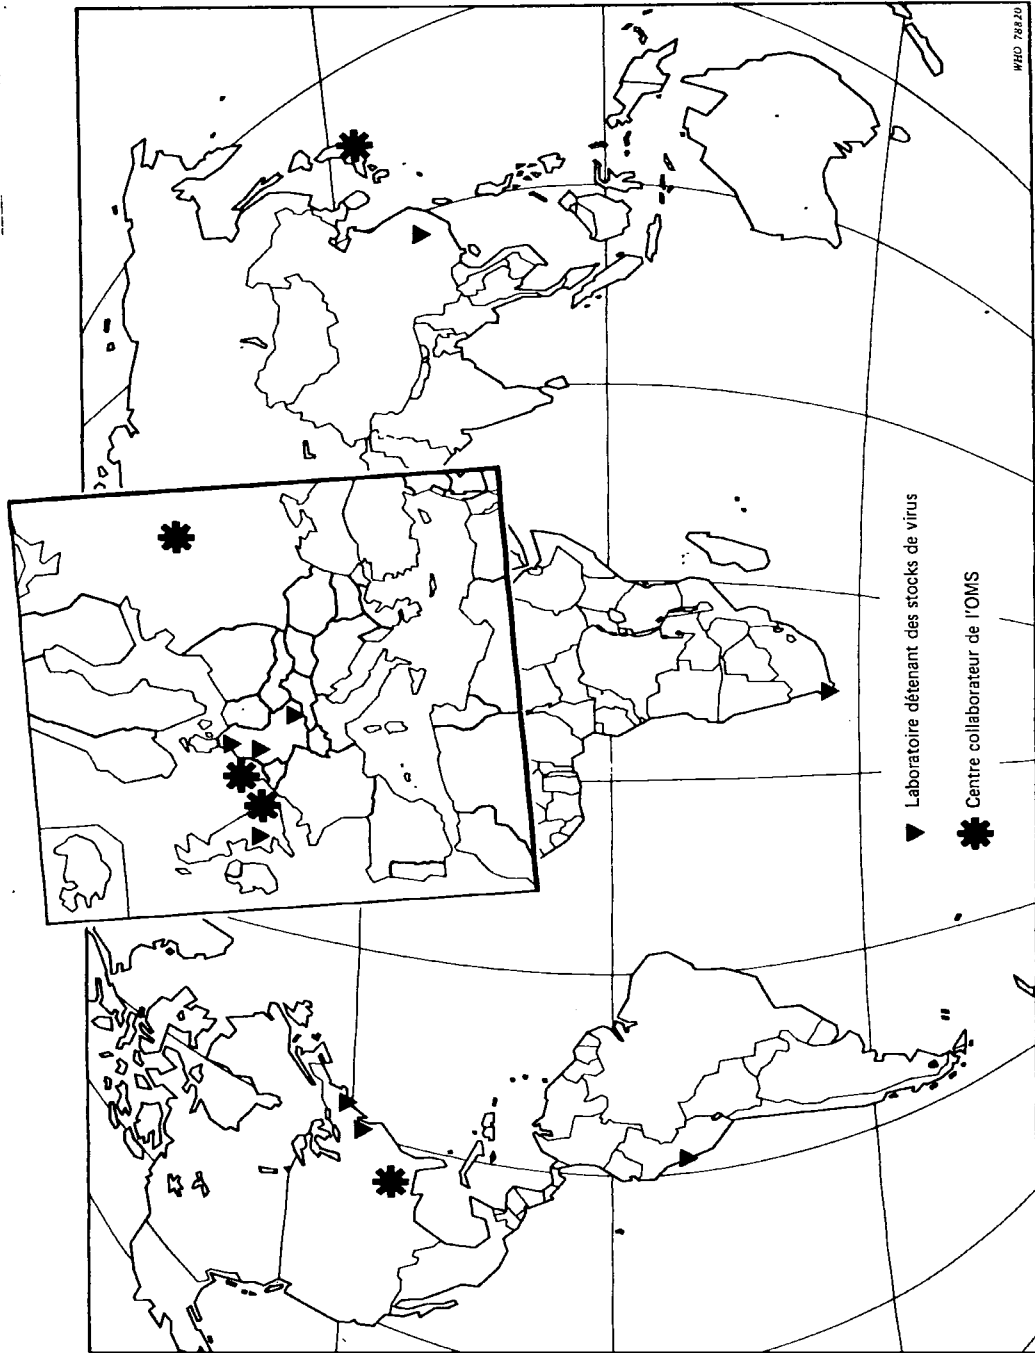 Laboratoire détenant des stocks de virus
Centre collaborateur de l'OMS
WHO 78820